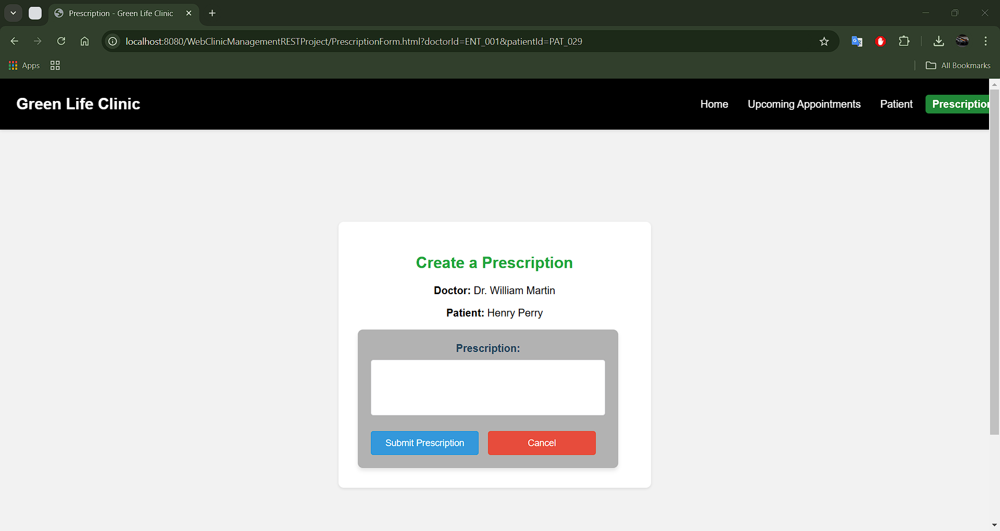 Prescription - Green Life Clinic
localhost:8080/WebClinicManagementRESTProject/PrescriptionForm.html?doctorId=ENT_001&patientId=PAT_029
Apps
All Bookmarks
Green Life Clinic
Home
Upcoming Appointments
Patient
Prescription
Create a Prescription
Doctor: Dr. William Martin
Patient: Henry Perry
Prescription:
Submit Prescription
Cancel